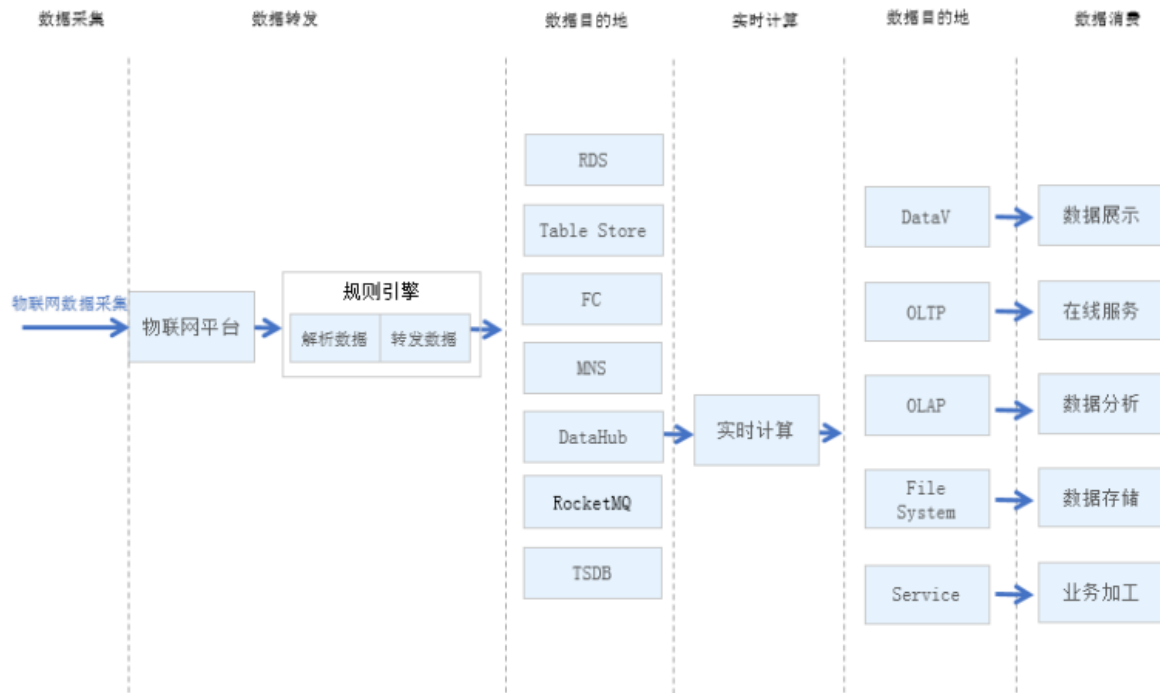 数据采集
数据转发
数据目的地
实时计算
数据目的地
数据消费
物联网数据采集
物联网平台
规则引擎
解析数据
转发数据
RDS
Table Store
FC
MNS
DataHub
RocketMQ
TSDB
实时计算
DataV
数据展示
OLTP
在线服务
OLAP
数据分析
File
System
数据存储
Service
业务加工